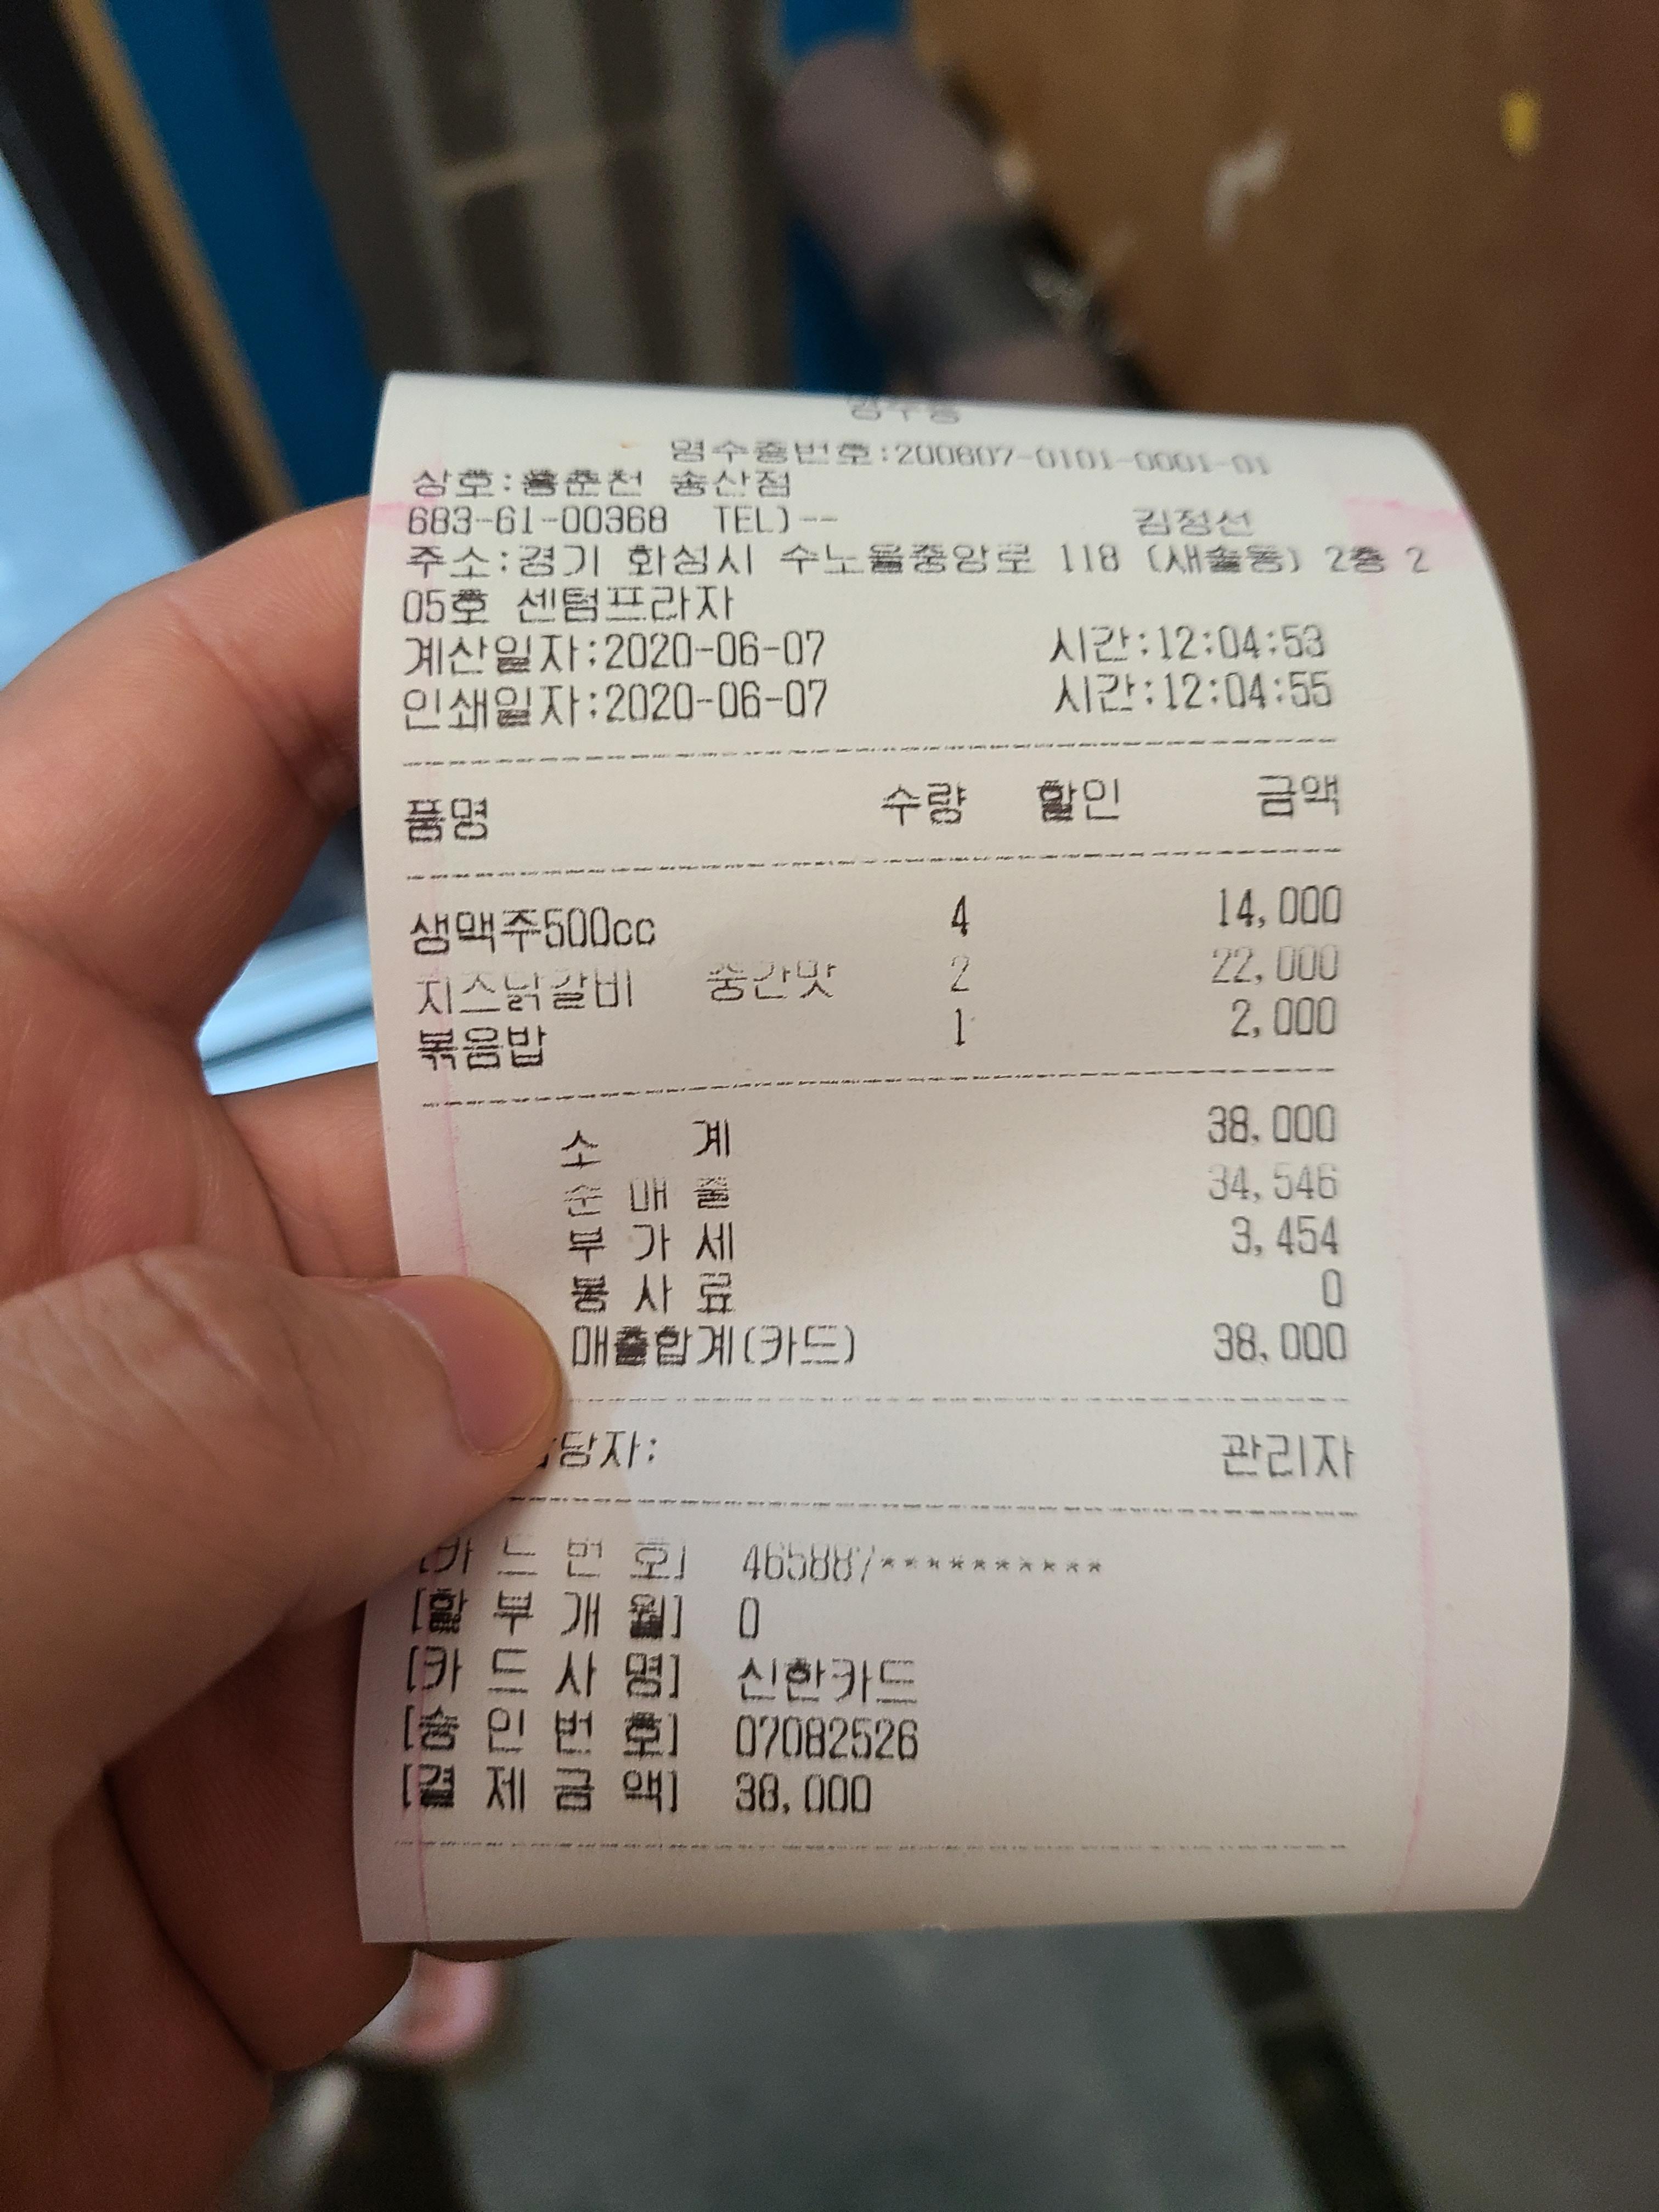 영수증
영수증번호:200607-0101-0001-01
상호:홍춘천 송산점
683-61-00368 TEL)-- 김정선
주소:경기 화성시 수노을중앙로 118 (새솔동) 2층 2
05호 센텀프라자
계산일자:2020-06-07 시간:12:04:53
인쇄일자:2020-06-07 시간:12:04:55
품명 수량 할인 금액
생맥주500cc 4 14,000
치즈닭갈비 중간맛 2 22,000
볶음밥 1 2,000
소 계 38,000
순 매 출 34,546
부 가 세 3,454
봉 사 료 0
매출합계(카드) 38,000
담당자: 관리자
[카 드 번 호] 465887**********
[할 부 개 월] 0
[카 드 사 명] 신한카드
[승 인 번 호] 07082526
[결 제 금 액] 38,000